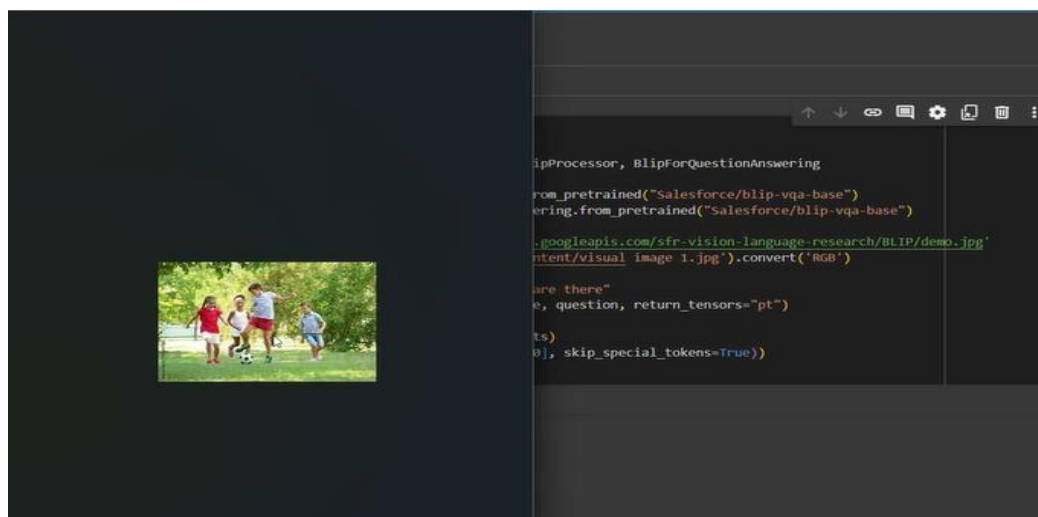 ipProcessor, BlipForQuestionAnswering
rom_pretrained("Salesforce/blip-vqa-base")
ering.from_pretrained("Salesforce/blip-vqa-base")
.googleapis.com/sfr-vision-language-research/BLIP/demo.jpg'
ntent/visual image 1.jpg').convert('RGB')
are there"
e, question, return_tensors="pt")
ts)
0], skip_special_tokens=True))